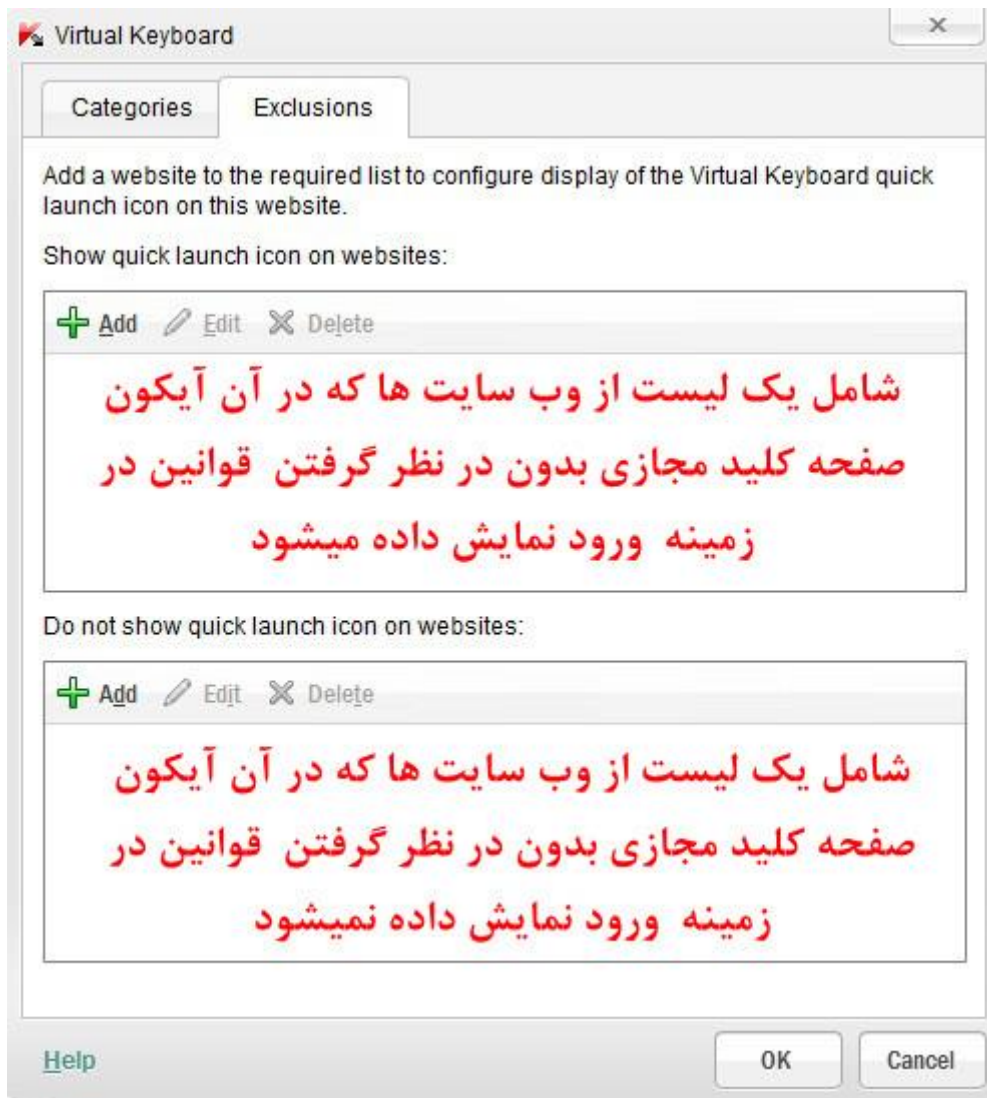 Virtual Keyboard
Categories
Exclusions
Add a website to the required list to configure display of the Virtual Keyboard quick
launch icon on this website.
Show quick launch icon on websites:
Add Edit Delete
شامل یک لیست از وب سایت ها که در آن آیکون
صفحه کلید مجازی بدون در نظر گرفتن قوانین در
زمینه ورود نمایش داده میشود
Do not show quick launch icon on websites:
Add Edit Delete
شامل یک لیست از وب سایت ها که در آن آیکون
صفحه کلید مجازی بدون در نظر گرفتن قوانین در
زمینه ورود نمایش داده نمیشود
Help
OK
Cancel